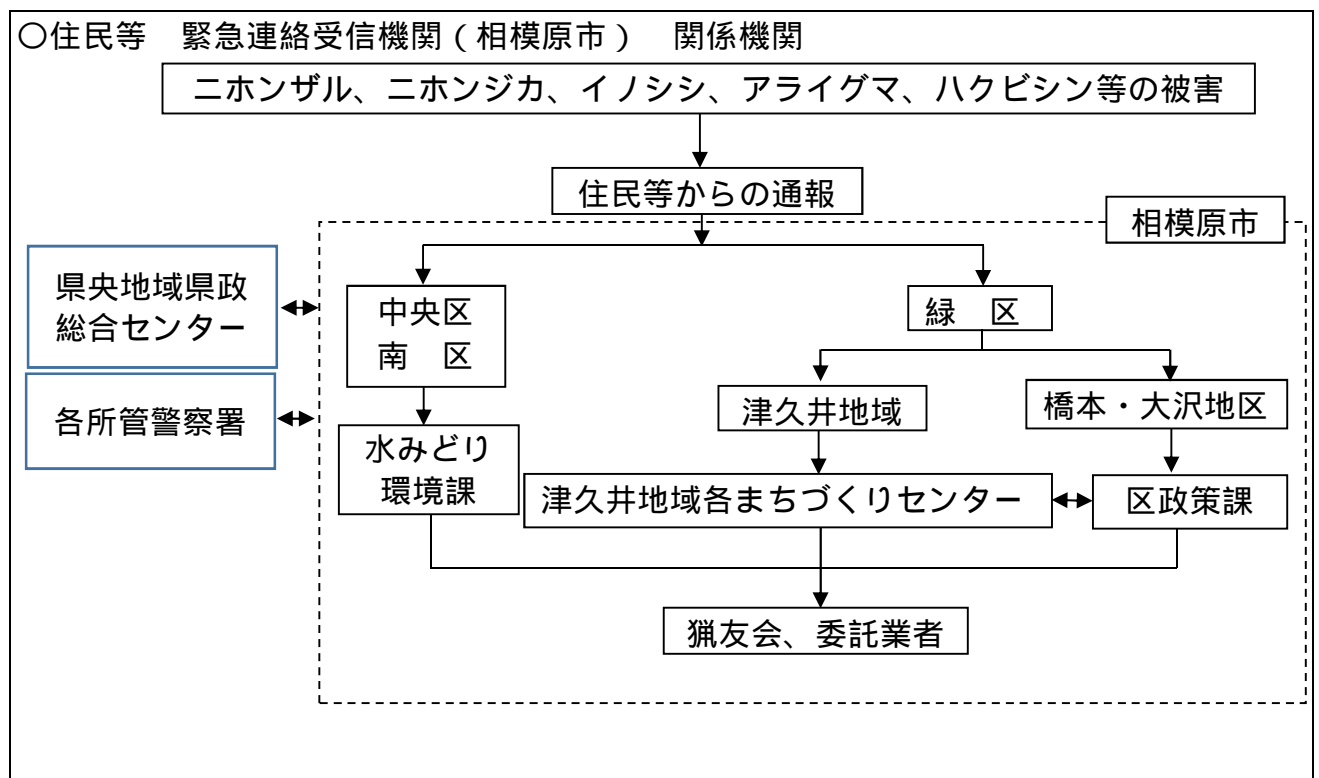 〇住民等　緊急連絡受信機関（相模原市）　関係機関
ニホンザル、ニホンジカ、イノシシ、アライグマ、ハクビシン等の被害
住民等からの通報
相模原市
県央地域県政
総合センター
中央区
南　区
緑　区
各所管警察署
津久井地域
橋本・大沢地区
水みどり
環境課
津久井地域各まちづくりセンター
区政策課
猟友会、委託業者